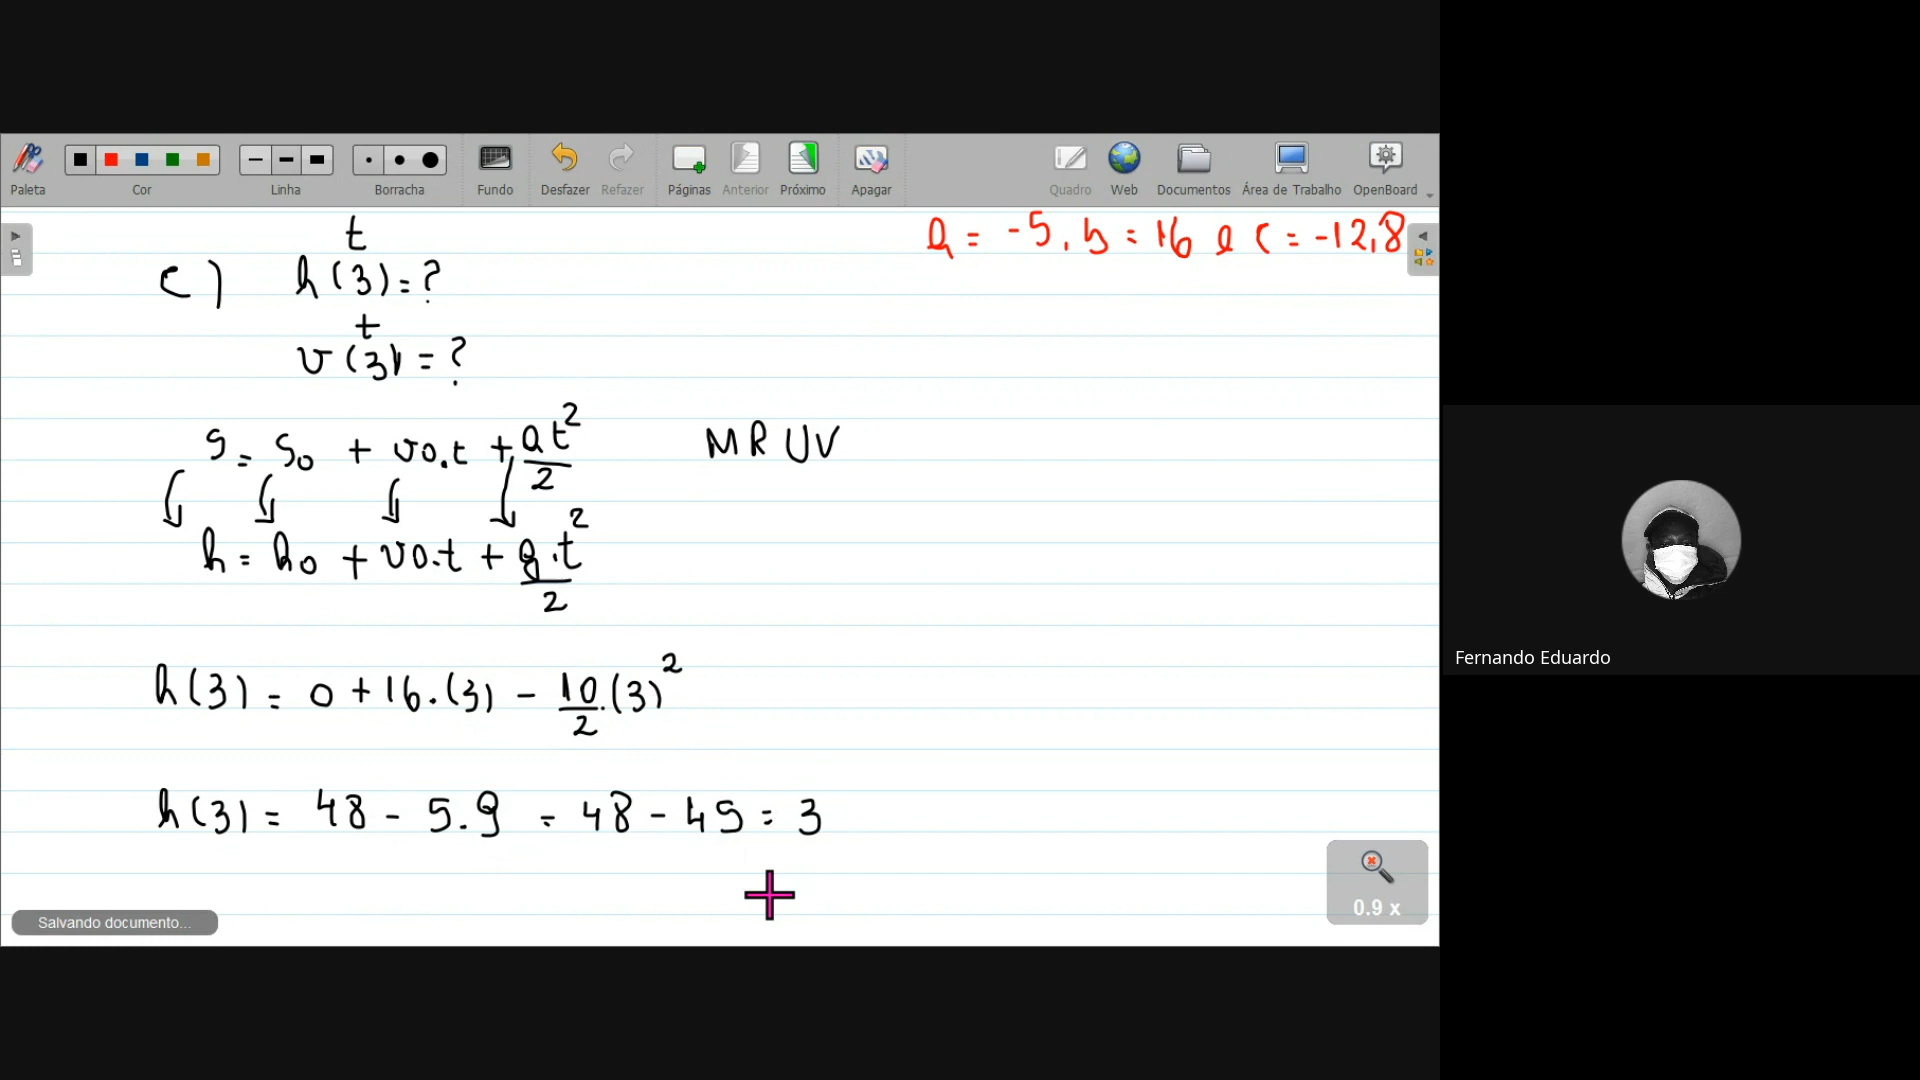 Paleta Cor Linha Borracha Fundo Desfazer Refazer Páginas Anterior Próximo Apagar Quadro Web Documentos Área de Trabalho OpenBoard
a = -5, b = 16 e c = -12,8
t
c) h(3) = ?
t
v(3) = ?
s = s₀ + v₀.t + at²/2 MRUV
h = h₀ + v₀.t + g.t²/2
h(3) = 0 + 16.(3) - 10/2.(3)²
h(3) = 48 - 5.9 = 48 - 45 = 3
0.9 x
Salvando documento...
Fernando Eduardo